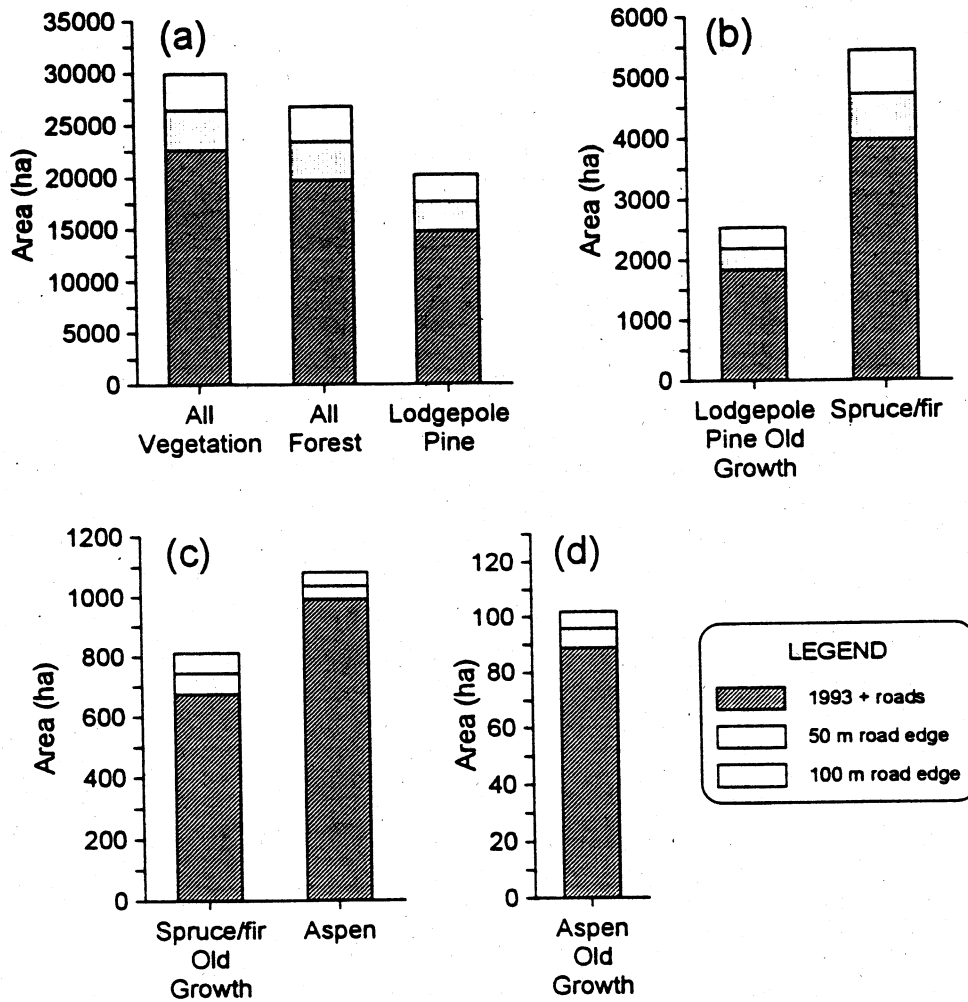 (a)
Area (ha)
35000
30000
25000
20000
15000
10000
5000
0
All
Vegetation
All
Forest
Lodgepole
Pine
(b)
Area (ha)
6000
5000
4000
3000
2000
1000
0
Lodgepole
Pine Old
Growth
Spruce/fir
(c)
Area (ha)
1200
1000
800
600
400
200
0
Spruce/fir
Old
Growth
Aspen
(d)
Area (ha)
120
100
80
60
40
20
0
Aspen
Old
Growth
LEGEND
1993 + roads
50 m road edge
100 m road edge